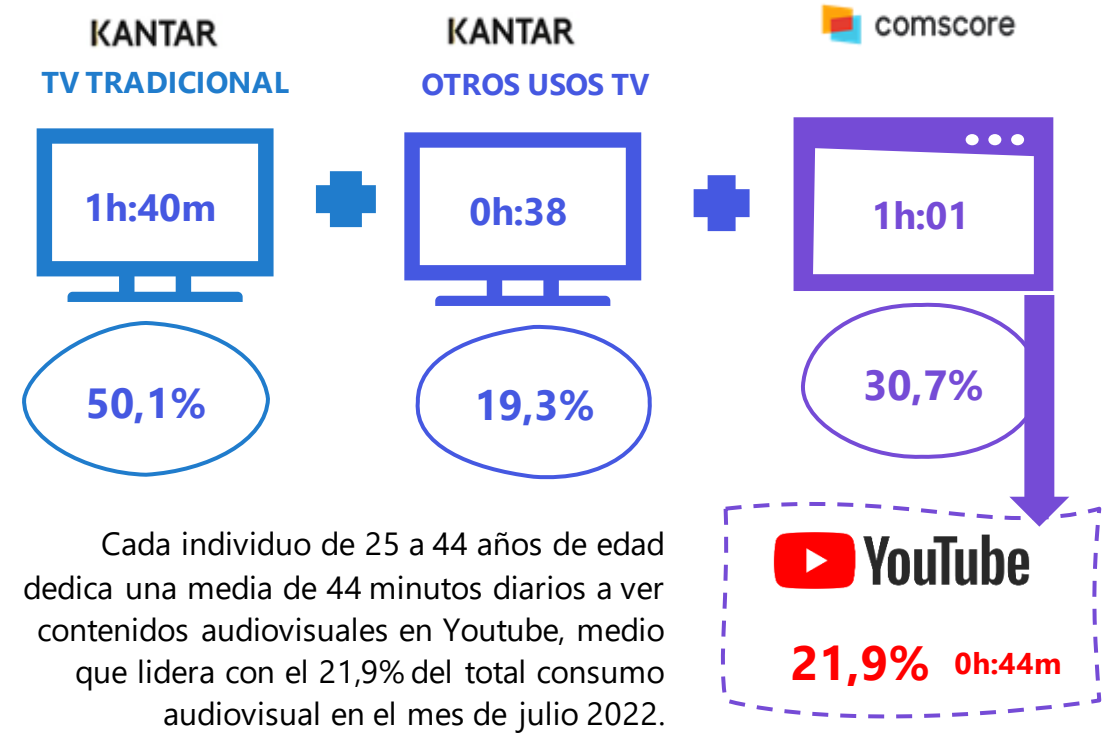 KANTAR
TV TRADICIONAL
1h:40m
50,1%
KANTAR
OTROS USOS TV
0h:38
19,3%
comscore
1h:01
30,7%
Cada individuo de 25 a 44 años de edad
dedica una media de 44 minutos diarios a ver
contenidos audiovisuales en Youtube, medio
que lidera con el 21,9% del total consumo
audiovisual en el mes de julio 2022.
YouTube
21,9% 0h:44m